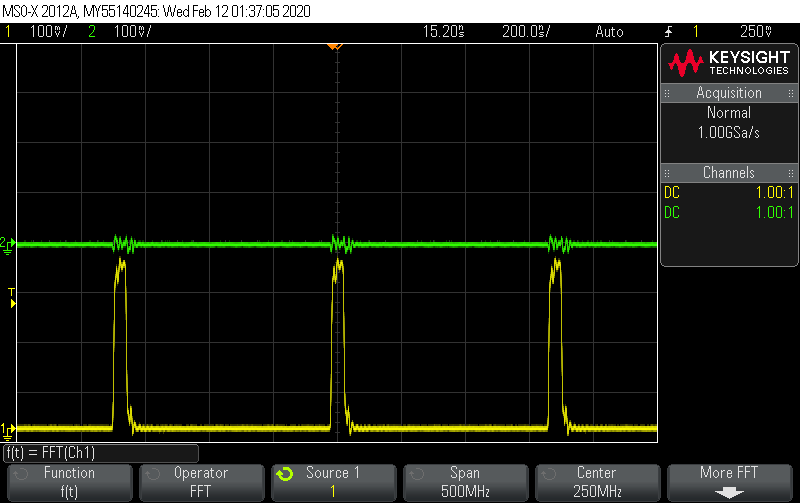 MSO-X 2012A, MY55140245: Wed Feb 12 01:37:05 2020
1 100℧/ 2 100℧/ 15.20␣ 200.0␣/ Auto 1 250℧
KEYSIGHT
TECHNOLOGIES
Acquisition
Normal
1.00GSa/s
Channels
DC 1.00:1
DC 1.00:1
2
T
1
f(t) = FFT(Ch1)
Function
f(t)
Operator
FFT
Source 1
1
Span
500MHz
Center
250MHz
More FFT